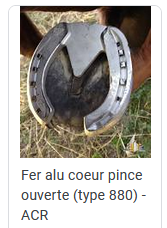 Fer alu coeur pince
ouverte (type 880) -
ACR